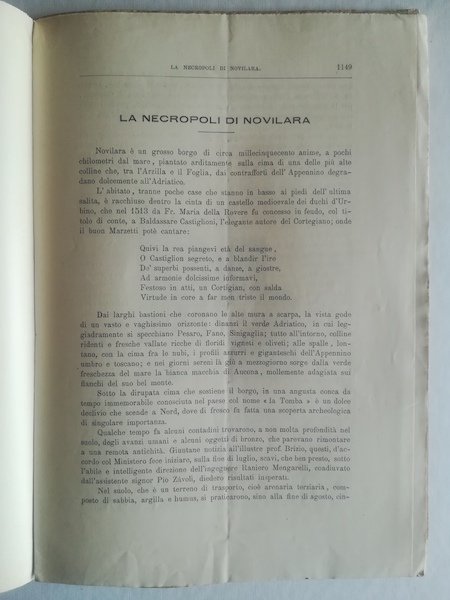 LA NECROPOLI DI NOVILARA. 1149
LA NECROPOLI DI NOVILARA
Novilara è un grosso borgo di circa millecinquecento anime, a pochi
chilometri dal mare, piantato arditamente sulla cima di una delle più alte
colline che, tra l'Arzilla e il Foglia, dai contrafforti dell'Appennino degra-
dano dolcemente all'Adriatico.
L'abitato, tranne poche case che stanno in basso ai piedi dell'ultima
salita, è racchiuso dentro la cinta di un castello medioevale dei duchi d'Ur-
bino, che nel 1513 da Fr. Maria della Rovere fu concesso in feudo, col ti-
tolo di conte, a Baldassare Castiglioni, l'elegante autore del Cortegiano; onde
il buon Marzetti potè cantare:
Quivi la rea piangevi età del sangue,
O Castiglion segreto, e a blandir l'ire
De' superbi possenti, a danze, a giostre,
Ad armonie dolcissime informavi,
Festoso in atti, un Cortigian, con salda
Virtude in core a far men triste il mondo.
Dai larghi bastioni che coronano le alte mura a scarpa, la vista gode
di un vasto e vaghissimo orizzonte: dinanzi il verde Adriatico, in cui leg-
giadramente si specchiano Pesaro, Fano, Sinigaglia; tutto all'intorno, colline
ridenti e fresche vallate ricche di floridi vigneti e oliveti; alle spalle, lon-
tano, con la cima fra le nubi, i profili azzurri e giganteschi dell'Appennino
umbro e toscano; e nei giorni sereni là giù a mezzogiorno sorge dalla verde
freschezza del mare la bianca macchia di Ancona, mollemente adagiata sui
fianchi del suo bel monte.
Sotto la dirupata cima che sostiene il borgo, in una angusta conca di
tempo immemorabile conosciuta nel paese col nome « la Tomba » è un dolce
declivio che scende a Nord, dove di fresco fu fatta una scoperta archeologica
di singolare importanza.
Qualche tempo fa alcuni contadini trovarono, a non molta profondità nel
suolo, degli avanzi umani e alcuni oggetti di bronzo, che parevano rimontare
a una remota antichità. Giuntane notizia all'illustre prof. Brizio, questi, d'ac-
cordo col Ministero fece iniziare, sulla fine di luglio, scavi, che ben presto, sotto
l'abile e intelligente direzione dell'ingegnere Raniero Mengarelli, coadiuvato
dall'assistente signor Pio Zàvoli, diedero risultati insperati.
Nel suolo, che è un terreno di trasporto, cioè arenaria terziaria, com-
posto di sabbia, argilla e humus, si praticarono, sino alla fine di agosto, cin-